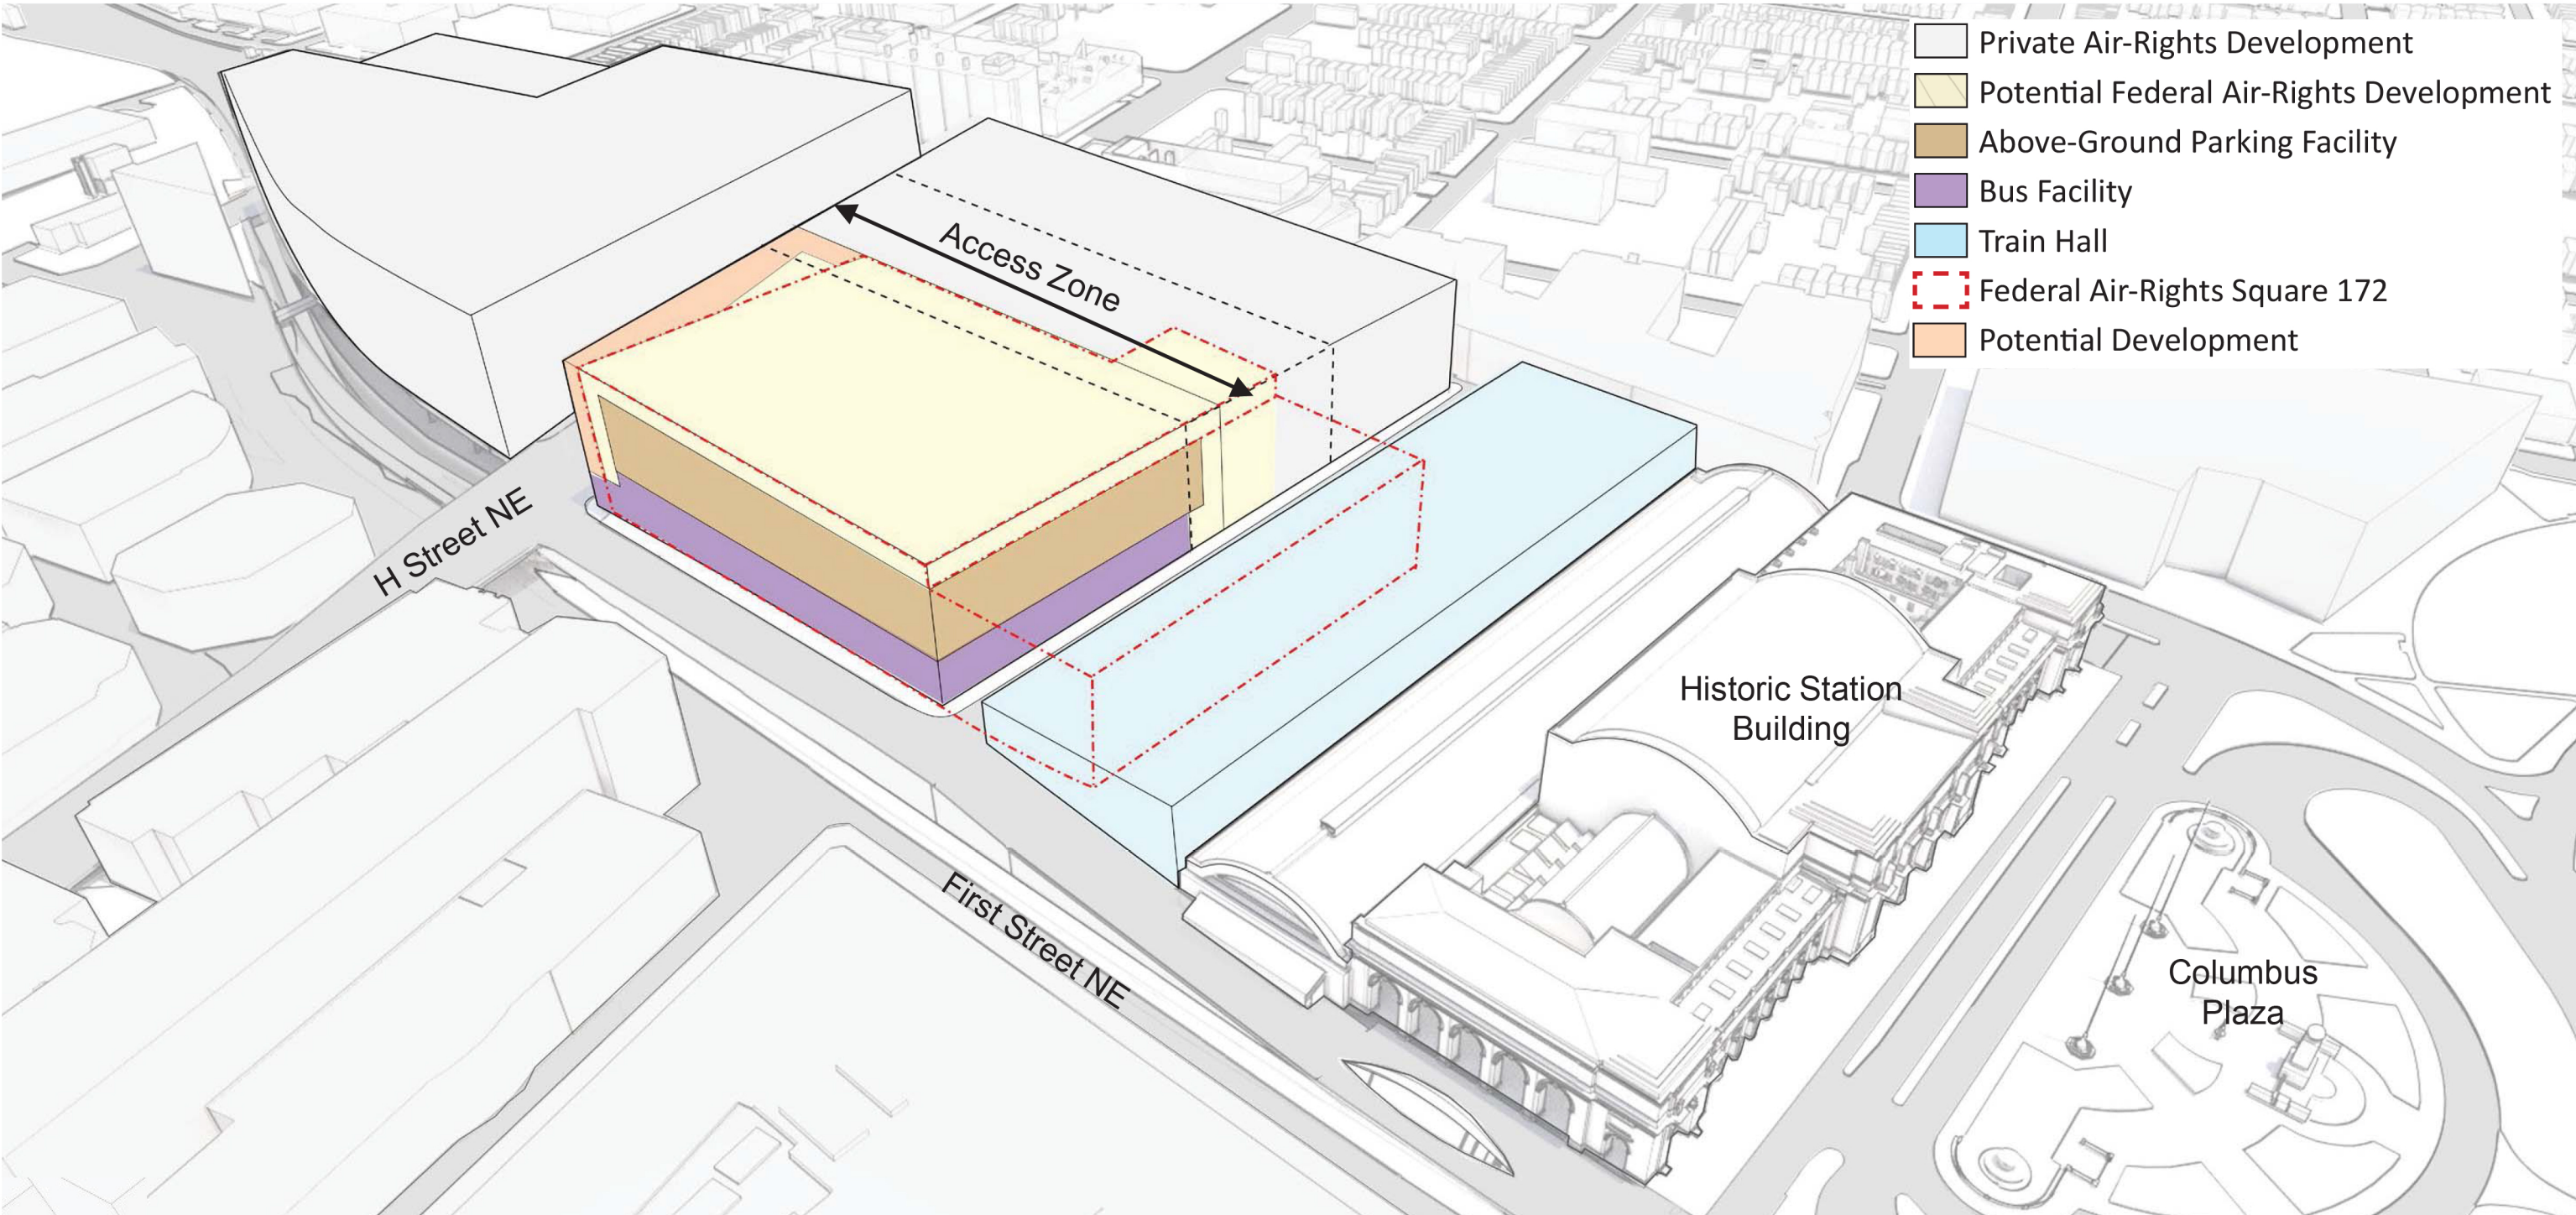 Private Air-Rights Development
Potential Federal Air-Rights Development
Above-Ground Parking Facility
Bus Facility
Train Hall
Federal Air-Rights Square 172
Potential Development
Access Zone
H Street NE
Historic Station
Building
First Street NE
Columbus
Plaza